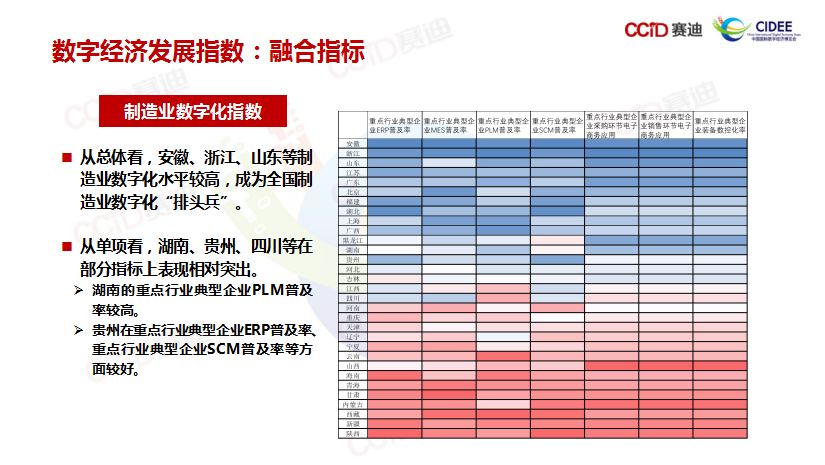 数字经济发展指数：融合指标
CCID 赛迪
CIDEE
中国国际数字经济博览会
制造业数字化指数
■ 从总体看，安徽、浙江、山东等制
造业数字化水平较高，成为全国制
造业数字化“排头兵”。
■ 从单项看，湖南、贵州、四川等在
部分指标上表现相对突出。
➢ 湖南的重点行业典型企业PLM普及
率较高。
➢ 贵州在重点行业典型企业ERP普及率、
重点行业典型企业SCM普及率等方
面较好。
重点行业典型企业ERP普及率
重点行业典型企业MES普及率
重点行业典型企业PLM普及率
重点行业典型企业SCM普及率
重点行业典型企业采购环节电子商务应用
重点行业典型企业销售环节电子商务应用
重点行业典型企业装备数控化率
安徽
浙江
山东
江苏
广东
北京
福建
湖北
上海
广西
黑龙江
湖南
贵州
河北
吉林
江西
四川
河南
重庆
天津
辽宁
宁夏
云南
山西
海南
青海
甘肃
内蒙古
西藏
新疆
陕西